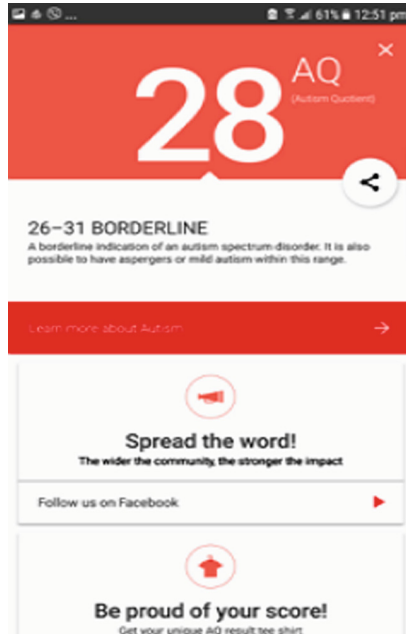 ... 61% 12:51 pm
28
AQ
(Autism Quotient)
26–31 BORDERLINE
A borderline indication of an autism spectrum disorder. It is also
possible to have aspergers or mild autism within this range.
Learn more about Autism
Spread the word!
The wider the community, the stronger the impact
Follow us on Facebook
Be proud of your score!
Get your unique AQ result tee shirt